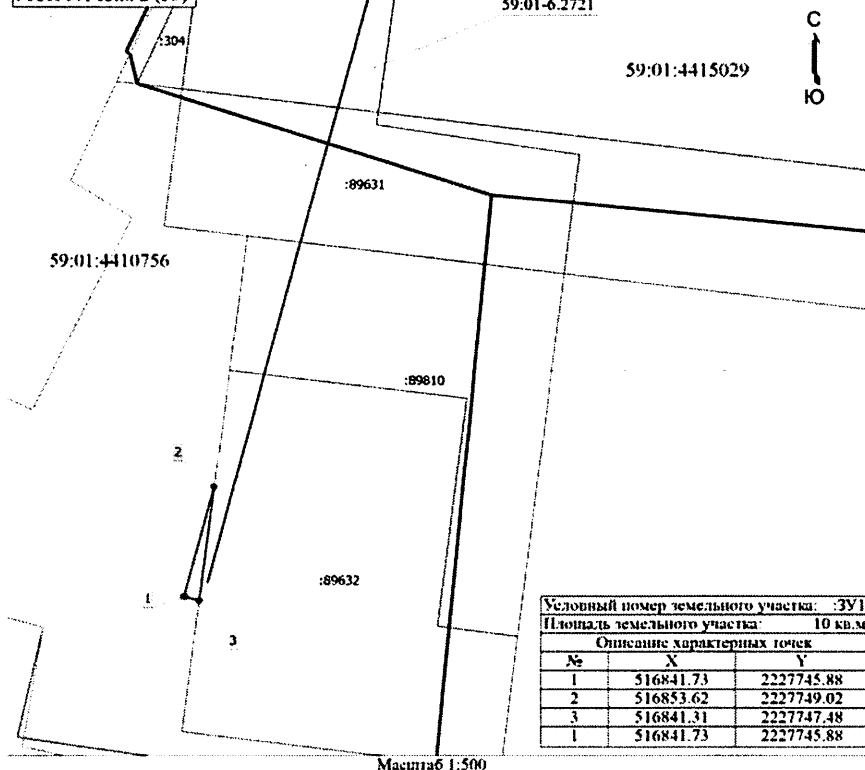 59:01-6.2721
С
:304
59:01:4415029
Ю
:89631
59:01:4410756
:89810
2
:89632
1
3
Условный номер земельного участка: :ЗУ1
Площадь земельного участка: 10 кв.м
Описание характерных точек
№ X Y
1 516841.73 2227745.88
2 516853.62 2227749.02
3 516841.31 2227747.48
1 516841.73 2227745.88
Масштаб 1:500